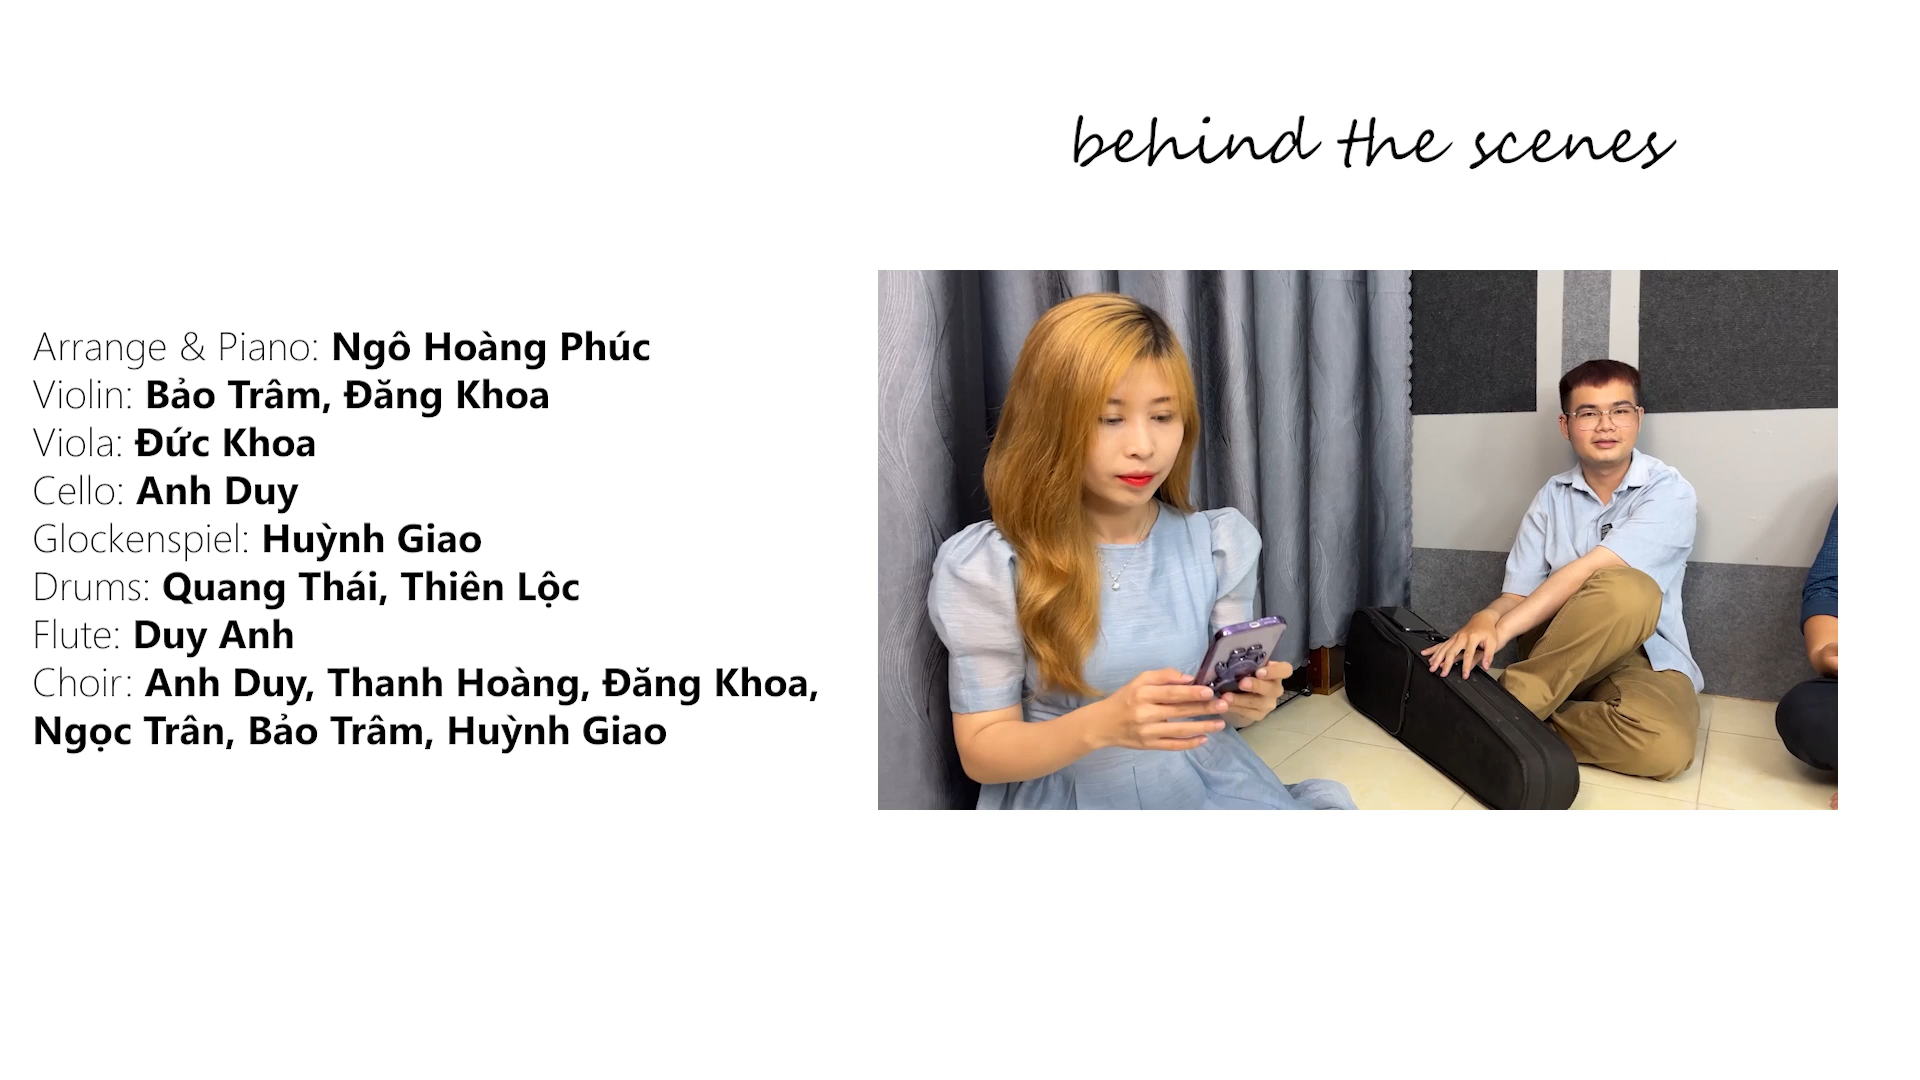 behind the scenes
Arrange & Piano: Ngô Hoàng Phúc
Violin: Bảo Trâm, Đăng Khoa
Viola: Đức Khoa
Cello: Anh Duy
Glockenspiel: Huỳnh Giao
Drums: Quang Thái, Thiên Lộc
Flute: Duy Anh
Choir: Anh Duy, Thanh Hoàng, Đăng Khoa,
Ngọc Trân, Bảo Trâm, Huỳnh Giao